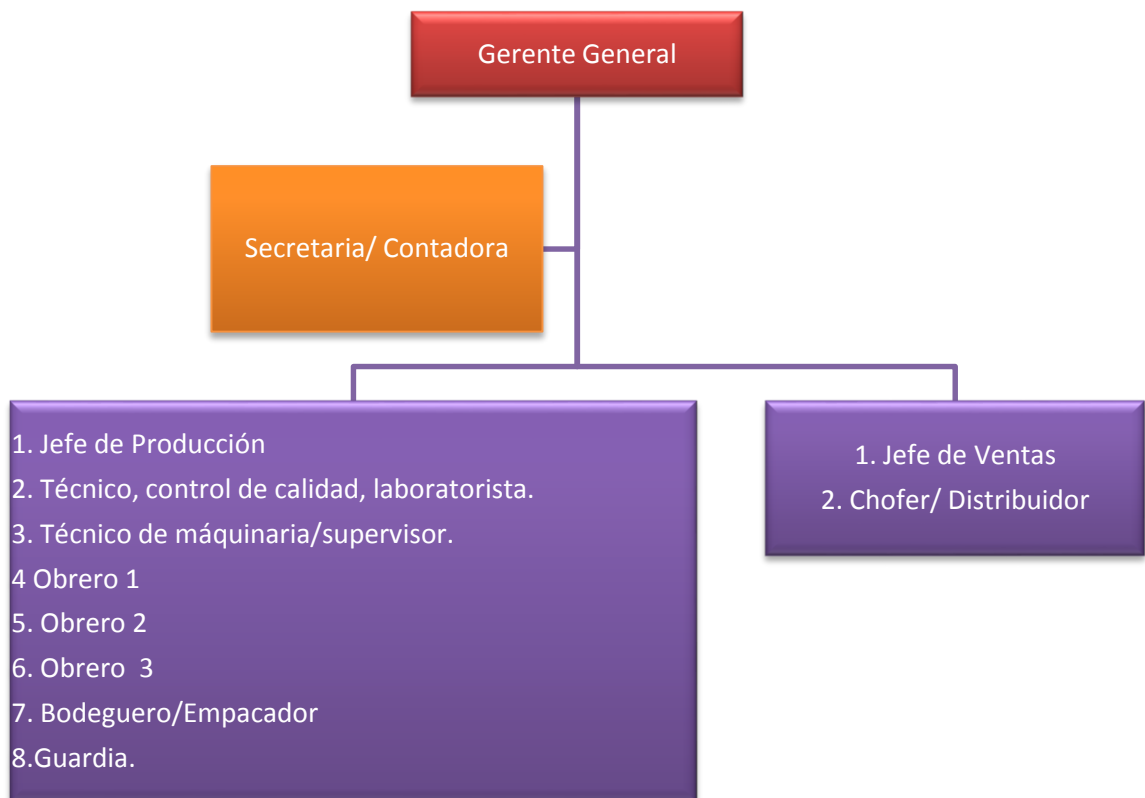 Gerente General
Secretaria/ Contadora
1. Jefe de Producción
2. Técnico, control de calidad, laboratorista.
3. Técnico de máquinaria/supervisor.
4 Obrero 1
5. Obrero 2
6. Obrero  3
7. Bodeguero/Empacador
8.Guardia.
1. Jefe de Ventas
2. Chofer/ Distribuidor